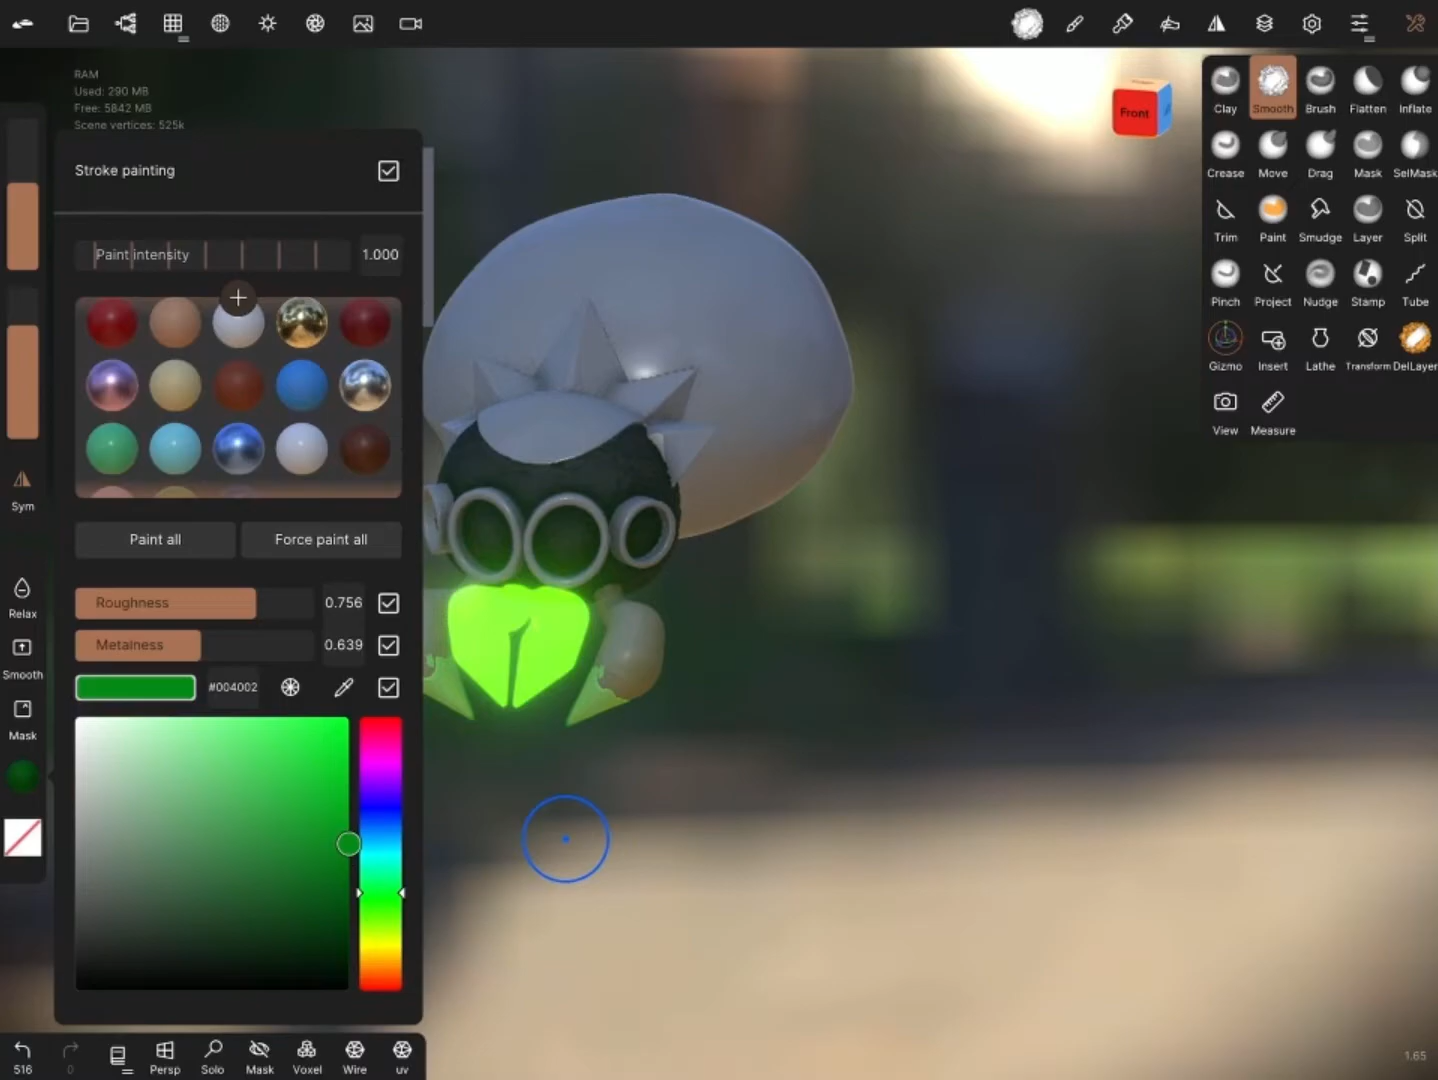 RAM
Used: 290 MB
Free: 5842 MB
Scene vertices: 525k
Front
Clay
Smooth
Brush
Flatten
Inflate
Crease
Move
Drag
Mask
SelMask
Trim
Paint
Smudge
Layer
Split
Pinch
Project
Nudge
Stamp
Tube
Gizmo
Insert
Lathe
Transform
DelLayer
View
Measure
Stroke painting
Paint intensity
1.000
Sym
Paint all
Force paint all
Relax
Roughness
0.756
Metalness
0.639
Smooth
#004002
Mask
516
0
Persp
Solo
Mask
Voxel
Wire
uv
1.65